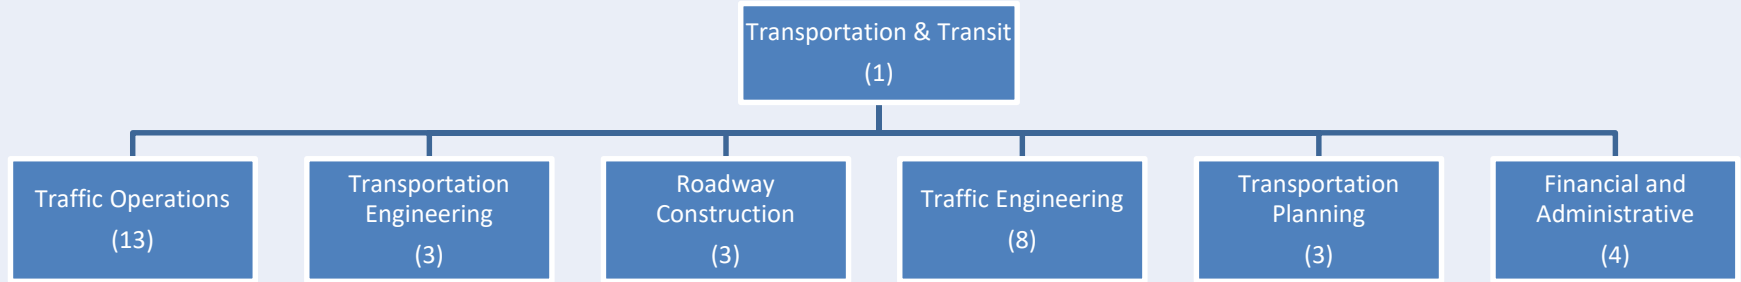 Transportation & Transit
(1)
Traffic Operations
(13)
Transportation
Engineering
(3)
Roadway
Construction
(3)
Traffic Engineering
(8)
Transportation
Planning
(3)
Financial and
Administrative
(4)